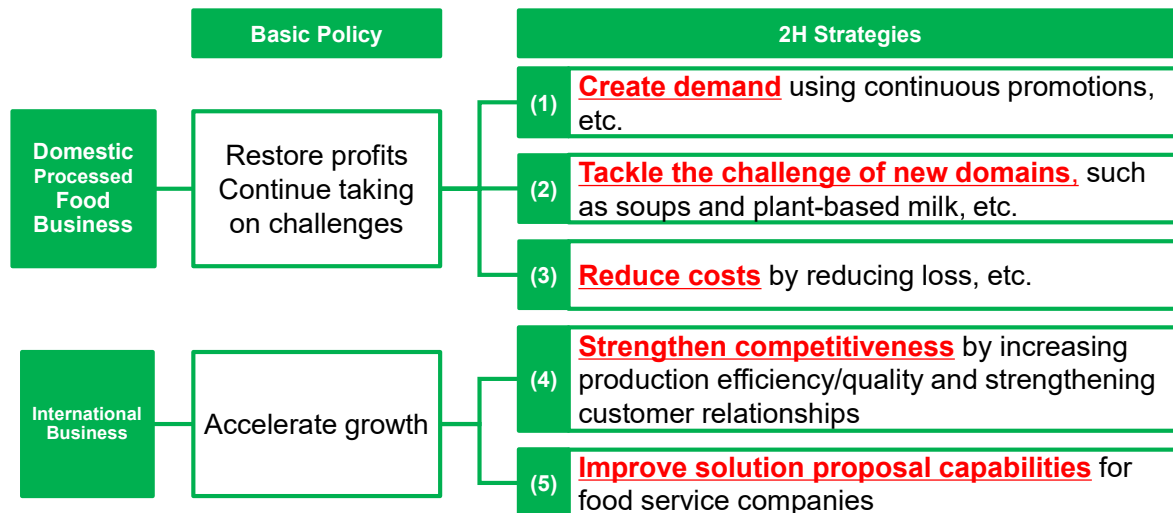 Basic Policy
2H Strategies
Domestic
Processed
Food
Business
Restore profits
Continue taking
on challenges
(1)
Create demand using continuous promotions,
etc.
(2)
Tackle the challenge of new domains, such
as soups and plant-based milk, etc.
(3)
Reduce costs by reducing loss, etc.
International
Business
Accelerate growth
(4)
Strengthen competitiveness by increasing
production efficiency/quality and strengthening
customer relationships
(5)
Improve solution proposal capabilities for
food service companies